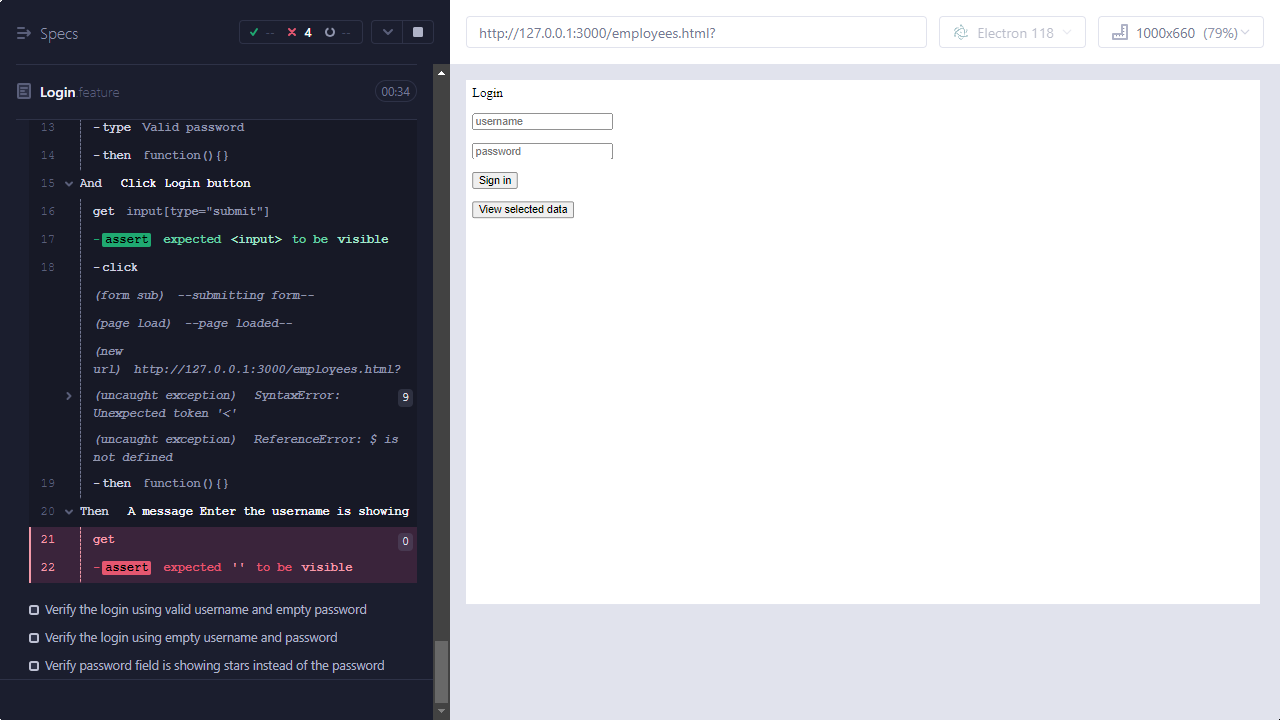 Specs
-- 4 --
Login.feature 00:34
13 -type Valid password
14 -then function(){}
15 And Click Login button
16 get input[type="submit"]
17 -assert expected <input> to be visible
18 -click
(form sub) --submitting form--
(page load) --page loaded--
(new
url) http://127.0.0.1:3000/employees.html?
(uncaught exception) SyntaxError: 9
Unexpected token '<'
(uncaught exception) ReferenceError: $ is
not defined
19 -then function(){}
20 Then A message Enter the username is showing
21 get 0
22 -assert expected '' to be visible
Verify the login using valid username and empty password
Verify the login using empty username and password
Verify password field is showing stars instead of the password
http://127.0.0.1:3000/employees.html? Electron 118 1000x660 (79%)
Login
username
password
Sign in
View selected data